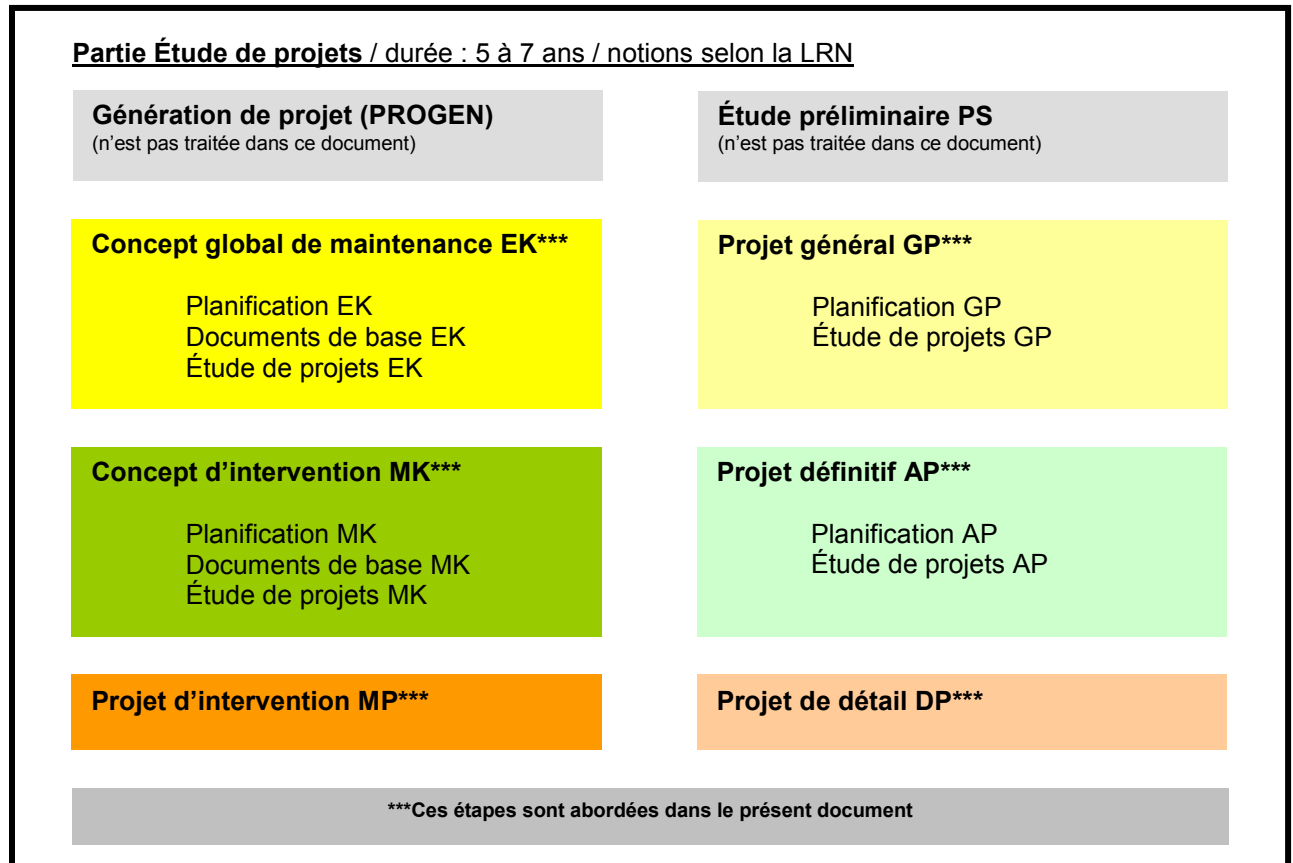 Partie Étude de projets / durée : 5 à 7 ans / notions selon la LRN
Génération de projet (PROGEN)
(n’est pas traitée dans ce document)
Étude préliminaire PS
(n’est pas traitée dans ce document)
Concept global de maintenance EK***
Planification EK
Documents de base EK
Étude de projets EK
Projet général GP***
Planification GP
Étude de projets GP
Concept d’intervention MK***
Planification MK
Documents de base MK
Étude de projets MK
Projet définitif AP***
Planification AP
Étude de projets AP
Projet d’intervention MP***
Projet de détail DP***
***Ces étapes sont abordées dans le présent document